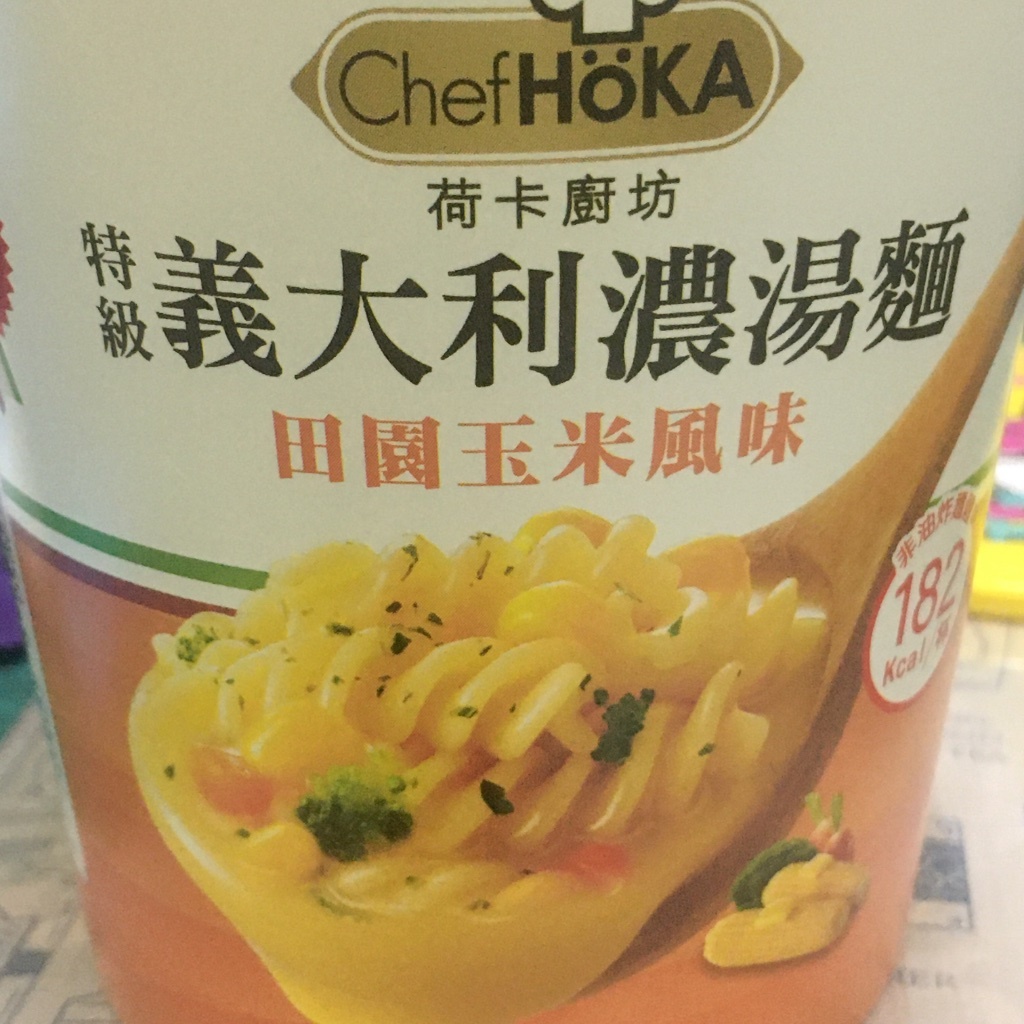 ChefHöKA
荷卡廚坊
特級
義大利濃湯麵
田園玉米風味
非油炸
182
Kcal/